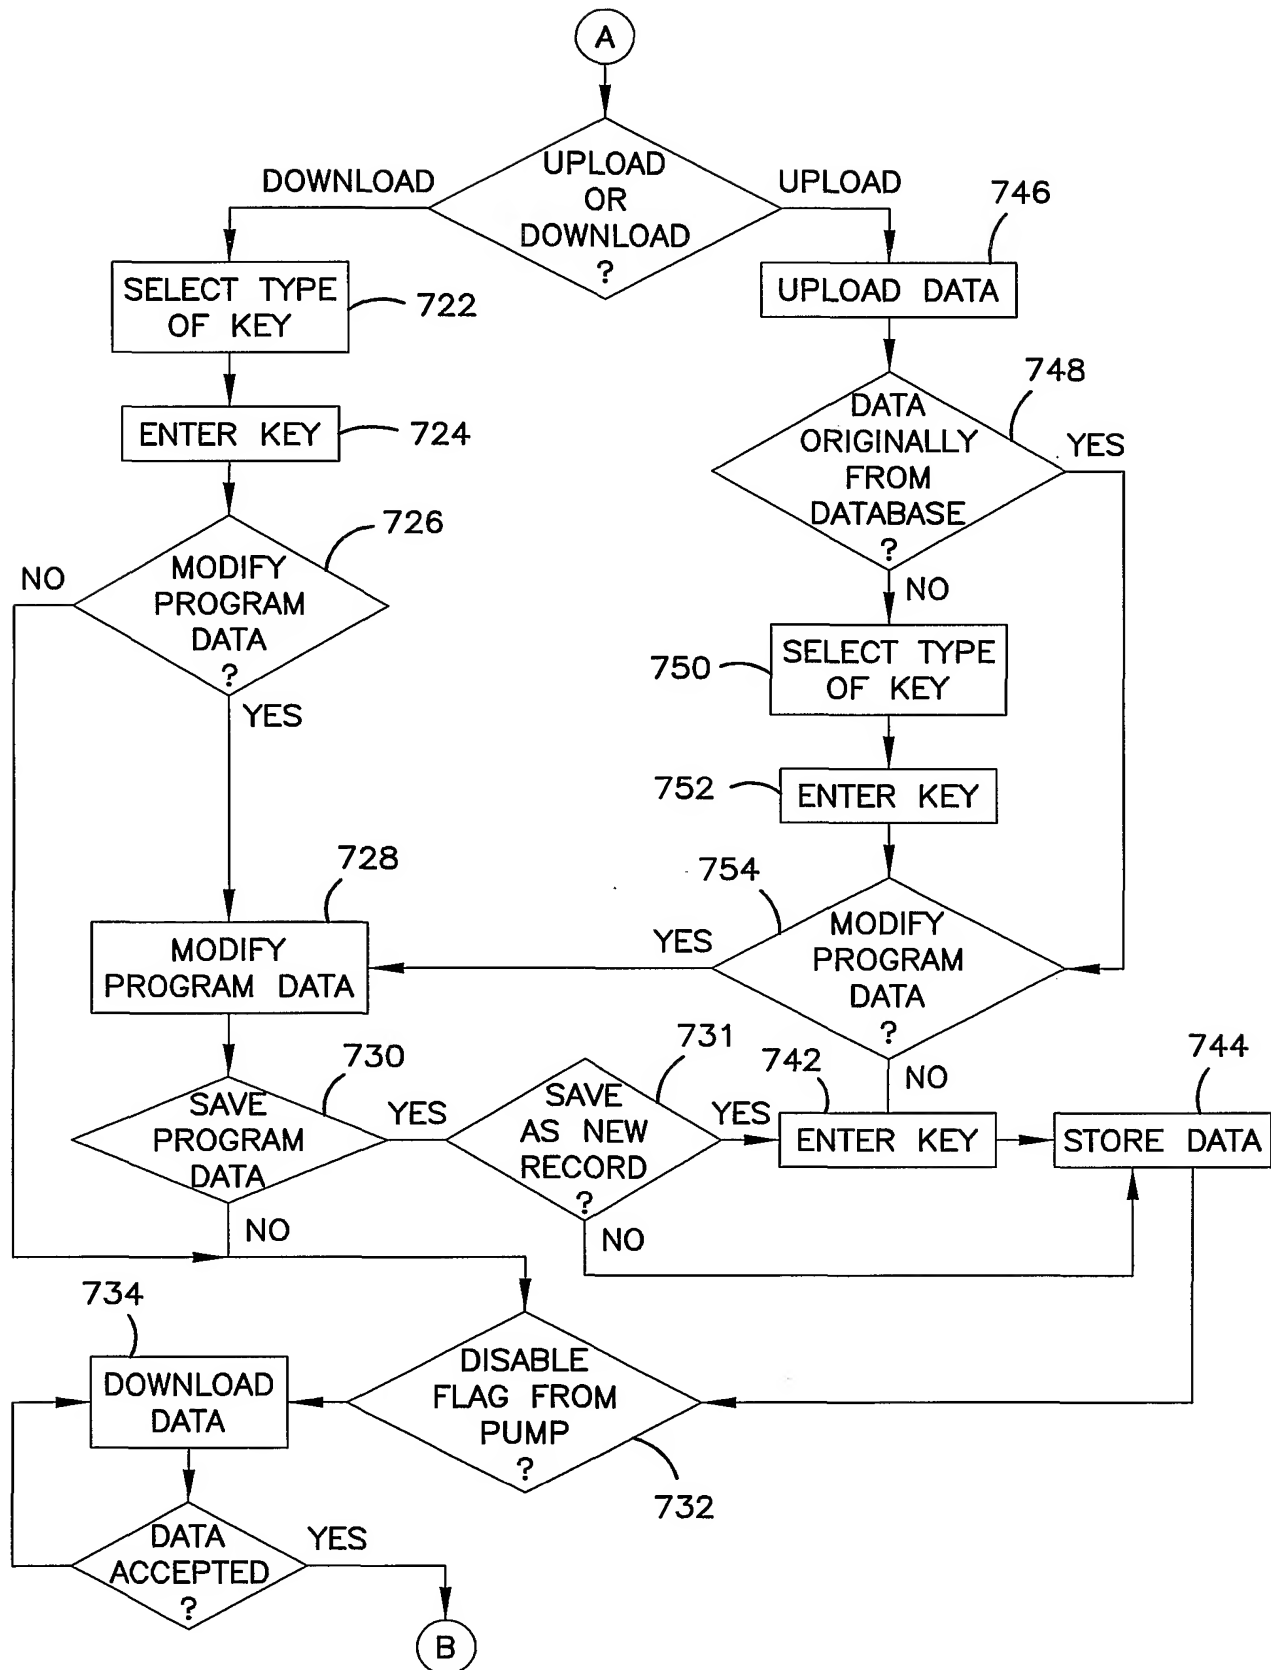 A
UPLOAD
OR
DOWNLOAD
?
DOWNLOAD
UPLOAD
746
SELECT TYPE
OF KEY
722
UPLOAD DATA
ENTER KEY
724
748
DATA
ORIGINALLY
FROM
DATABASE
?
YES
NO
726
MODIFY
PROGRAM
DATA
?
NO
YES
750
SELECT TYPE
OF KEY
752
ENTER KEY
728
MODIFY
PROGRAM DATA
754
YES
MODIFY
PROGRAM
DATA
?
NO
730
SAVE
PROGRAM
DATA
YES
NO
731
SAVE
AS NEW
RECORD
?
YES
NO
742
ENTER KEY
744
STORE DATA
734
DOWNLOAD
DATA
DISABLE
FLAG FROM
PUMP
?
732
DATA
ACCEPTED
?
YES
B